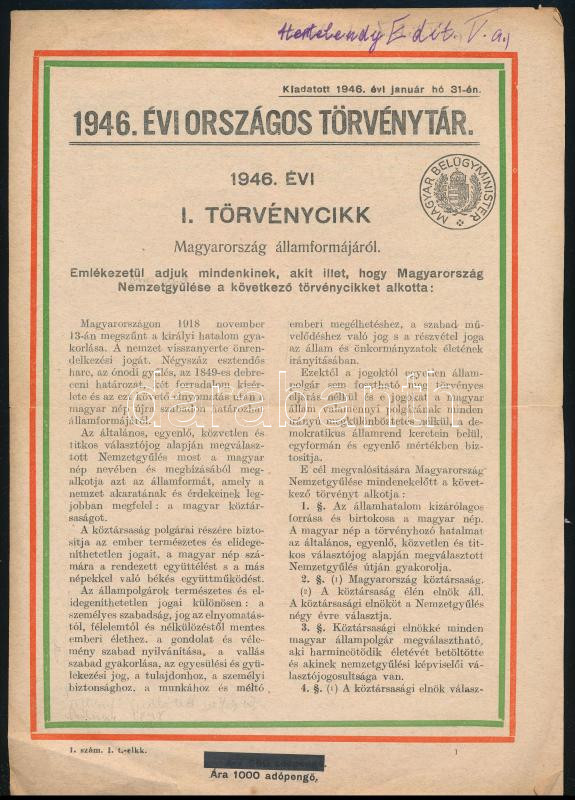 Hertelendy Edit. V. a.,
Kiadatott 1946. évi január hó 31-én.
1946. ÉVI ORSZÁGOS TÖRVÉNYTÁR.
MAGYAR BELÜGYMINISTER
1946. ÉVI
I. TÖRVÉNYCIKK
Magyarország államformájáról.
Emlékezetül adjuk mindenkinek, akit illet, hogy Magyarország
Nemzetgyűlése a következő törvénycikket alkotta:
Magyarországon 1918 november
13-án megszűnt a királyi hatalom gya-
korlása. A nemzet visszanyerte önren-
delkezési jogát. Négyszáz esztendős
harc, az ónodi gyűlés, az 1849-es debre-
ceni határozat, két forradalom kísér-
lete és az ezt követő elnyomatás után a
magyar nép újra szabadon határozhat
államformájáról.
Az általános, egyenlő, közvetlen és
titkos választójog alapján megválasz-
tott Nemzetgyűlés most a magyar
nép nevében és megbízásából meg-
alkotja azt az államformát, amely a
nemzet akaratának és érdekeinek leg-
jobban megfelel: a magyar köztár-
saságot.
A köztársaság polgárai részére bizto-
sítja az ember természetes és elidege-
níthetetlen jogait, a magyar nép szá-
mára a rendezett együttélést s a más
népekkel való békés együttműködést.
Az állampolgárok természetes és el-
idegeníthetetlen jogai különösen: a
személyes szabadság, jog az elnyomatás-
tól, félelemtől és nélkülözéstől mentes
emberi élethez, a gondolat és véle-
mény szabad nyilvánítása, a vallás
szabad gyakorlása, az egyesülési és gyü-
lekezési jog, a tulajdonhoz, a személyi
biztonsághoz, a munkához és méltó
emberi megélhetéshez, a szabad mű-
velődéshez való jog s a részvétel joga
az állam és önkormányzatok életének
irányításában.
Ezektől a jogoktól egyetlen állam-
polgár sem fosztható meg törvényes
eljárás nélkül és e jogokat a magyar
állam valamennyi polgárának minden
irányú megkülönböztetés nélkül, a de-
mokratikus államrend keretein belül,
egyformán és egyenlő mértékben biz-
tosítja.
E cél megvalósítására Magyarország
Nemzetgyűlése mindenekelőtt a követ-
kező törvényt alkotja:
1. §. Az államhatalom kizárólagos
forrása és birtokosa a magyar nép.
A magyar nép a törvényhozó hatalmat
az általános, egyenlő, közvetlen és tit-
kos választójog alapján megválasztott
Nemzetgyűlés útján gyakorolja.
2. §. (1) Magyarország köztársaság.
(2) A köztársaság élén elnök áll.
A köztársasági elnököt a Nemzetgyűlés
négy évre választja.
3. §. Köztársasági elnökké minden
magyar állampolgár megválasztható,
aki harmincötödik életévét betöltötte
és akinek nemzetgyűlési képviselői vá-
lasztójogosultsága van.
4. §. (1) A köztársasági elnök válasz-
darabanth.com
1. szám. I. t.-cikk.
1
Ára 1000 adópengő.